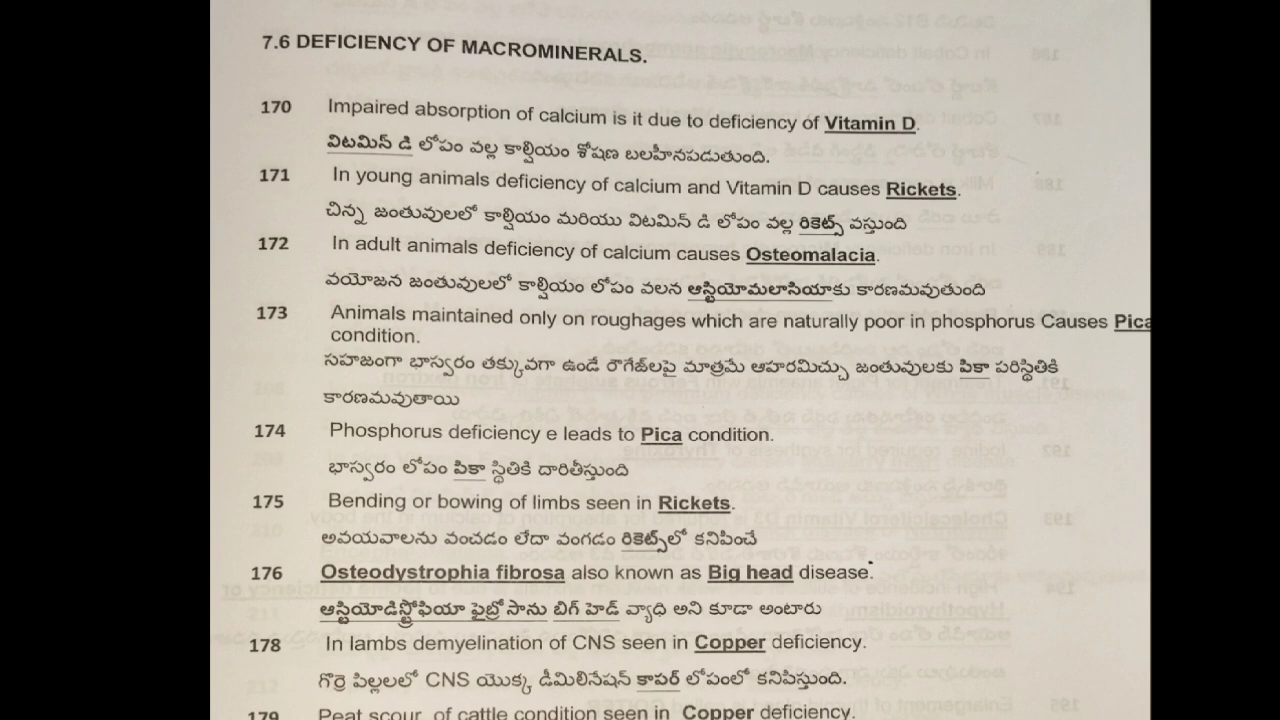 7.6 DEFICIENCY OF MACROMINERALS.
170 Impaired absorption of calcium is it due to deficiency of Vitamin D.
విటమిన్ డి లోపం వల్ల కాల్షియం శోషణ బలహీనపడుతుంది.
171 In young animals deficiency of calcium and Vitamin D causes Rickets.
చిన్న జంతువులలో కాల్షియం మరియు విటమిన్ డి లోపం వల్ల రికెట్స్ వస్తుంది
172 In adult animals deficiency of calcium causes Osteomalacia.
వయోజన జంతువులలో కాల్షియం లోపం వలన ఆస్టియోమలాసియాకు కారణమవుతుంది
173 Animals maintained only on roughages which are naturally poor in phosphorus Causes Pica
condition.
సహజంగా భాస్వరం తక్కువగా ఉండే రౌగేజ్‌లపై మాత్రమే ఆహరమిచ్చు జంతువులకు పికా పరిస్థితికి
కారణమవుతాయి
174 Phosphorus deficiency e leads to Pica condition.
భాస్వరం లోపం పికా స్థితికి దారితీస్తుంది
175 Bending or bowing of limbs seen in Rickets.
అవయవాలను వంచడం లేదా వంగడం రికెట్స్‌లో కనిపించే
176 Osteodystrophia fibrosa also known as Big head disease.
ఆస్టియోడిస్ట్రోఫియా ఫైబ్రోసాను బిగ్ హెడ్ వ్యాధి అని కూడా అంటారు
178 In lambs demyelination of CNS seen in Copper deficiency.
గొర్రె పిల్లలలో CNS యొక్క డీమిలినేషన్ కాపర్ లోపంలో కనిపిస్తుంది.
179 Peat scour of cattle condition seen in Copper deficiency.